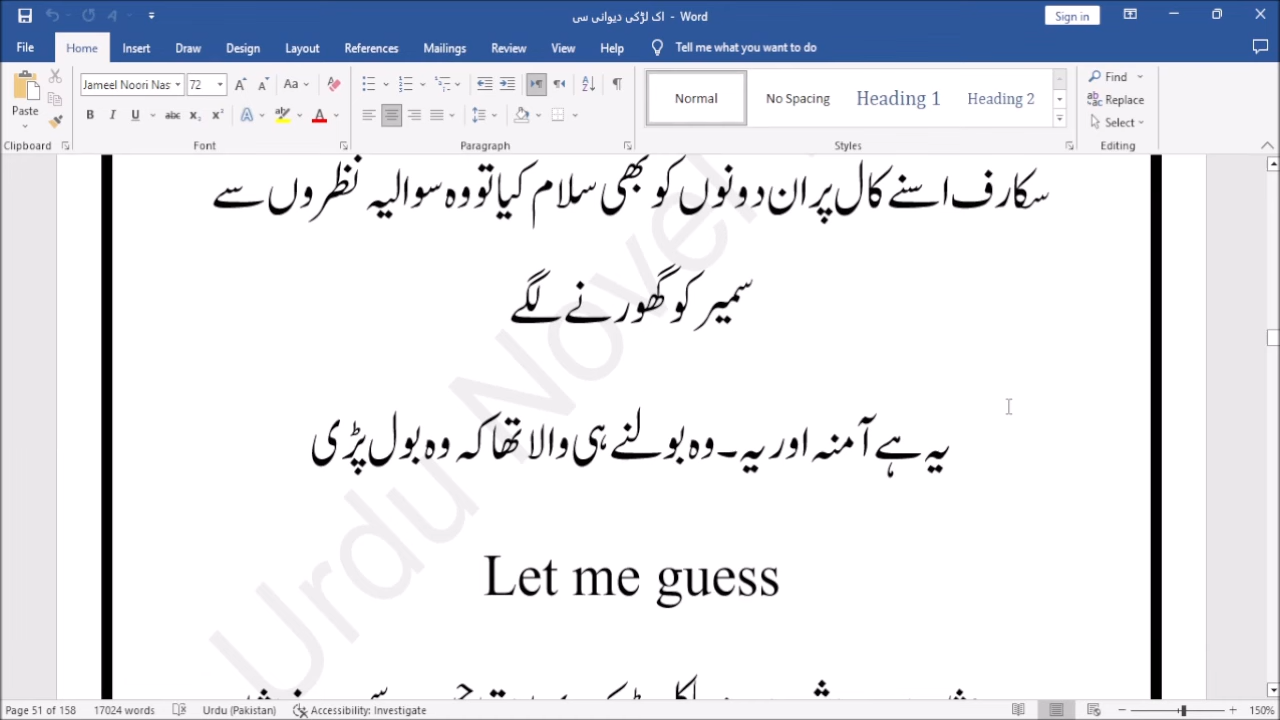 اک لڑکی دیوانی سی - Word
Sign in
File Home Insert Draw Design Layout References Mailings Review View Help Tell me what you want to do
Paste
Jameel Noori Nas 72
Aa
B I U abc x₂ x²
Normal
No Spacing
Heading 1
Heading 2
Find
Replace
Select
Clipboard Font Paragraph Styles Editing
سکارف اسنے کال پر ان دونوں کو بھی سلام کیا تو وہ سوالیہ نظروں سے
سمیر کو گھورنے لگے
یہ ہے آمنہ اور یہ۔ وہ بولنے ہی والا تھا کہ وہ بول پڑی
Let me guess
Urdu Novel
Page 51 of 158 17024 words Urdu (Pakistan) Accessibility: Investigate 150%